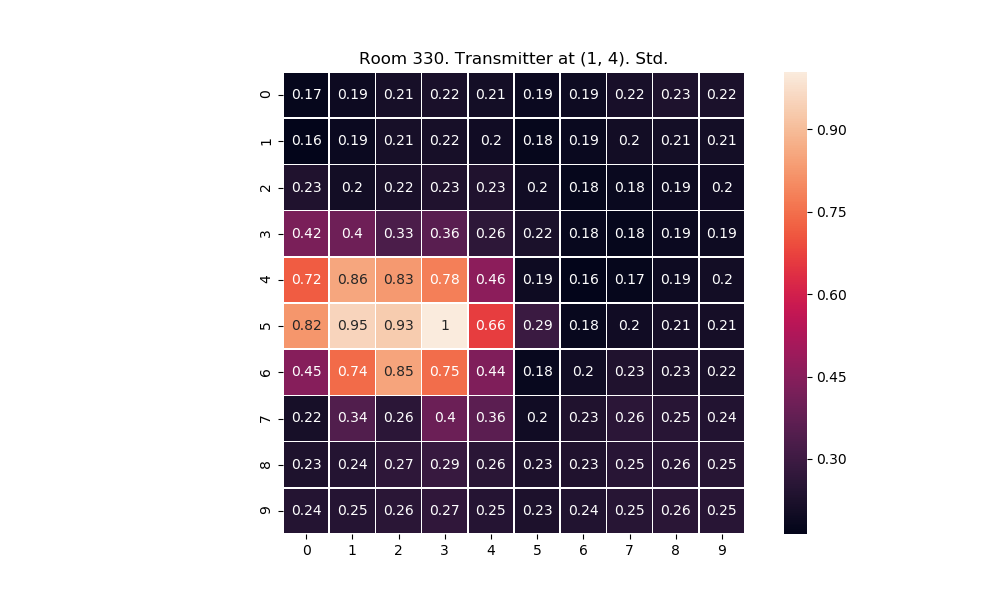 Room 330. Transmitter at (1, 4). Std.
0 0.17 0.19 0.21 0.22 0.21 0.19 0.19 0.22 0.23 0.22
1 0.16 0.19 0.21 0.22 0.2 0.18 0.19 0.2 0.21 0.21
2 0.23 0.2 0.22 0.23 0.23 0.2 0.18 0.18 0.19 0.2
3 0.42 0.4 0.33 0.36 0.26 0.22 0.18 0.18 0.19 0.19
4 0.72 0.86 0.83 0.78 0.46 0.19 0.16 0.17 0.19 0.2
5 0.82 0.95 0.93 1 0.66 0.29 0.18 0.2 0.21 0.21
6 0.45 0.74 0.85 0.75 0.44 0.18 0.2 0.23 0.23 0.22
7 0.22 0.34 0.26 0.4 0.36 0.2 0.23 0.26 0.25 0.24
8 0.23 0.24 0.27 0.29 0.26 0.23 0.23 0.25 0.26 0.25
9 0.24 0.25 0.26 0.27 0.25 0.23 0.24 0.25 0.26 0.25
0 1 2 3 4 5 6 7 8 9
0.90
0.75
0.60
0.45
0.30